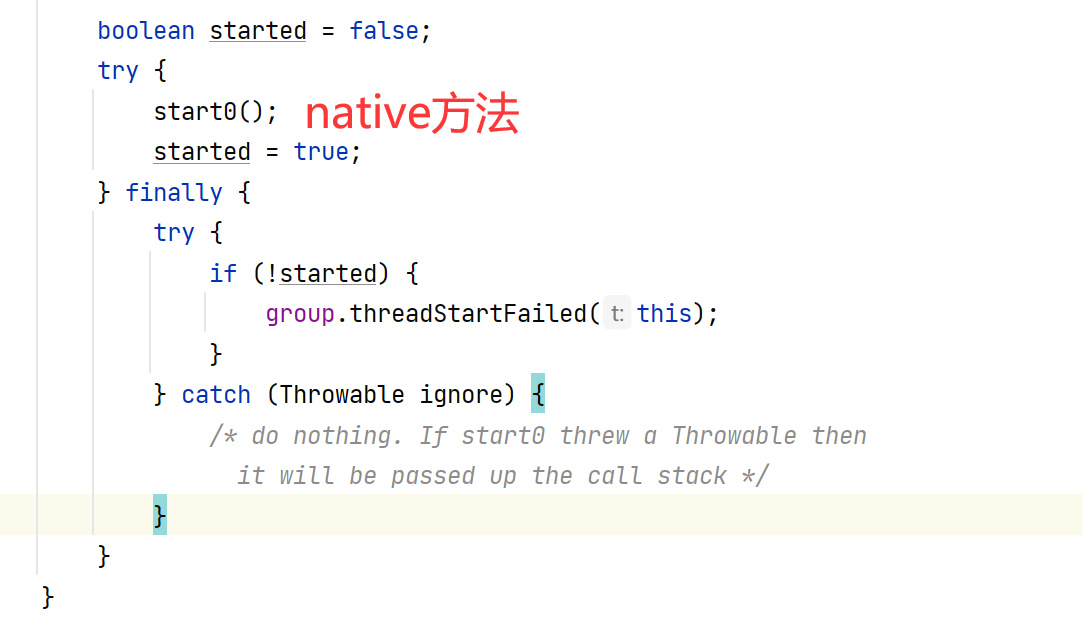 boolean started = false;
try {
start0(); native方法
started = true;
} finally {
try {
if (!started) {
group.threadStartFailed( t: this);
}
} catch (Throwable ignore) {
/* do nothing. If start0 threw a Throwable then
it will be passed up the call stack */
}
}
}